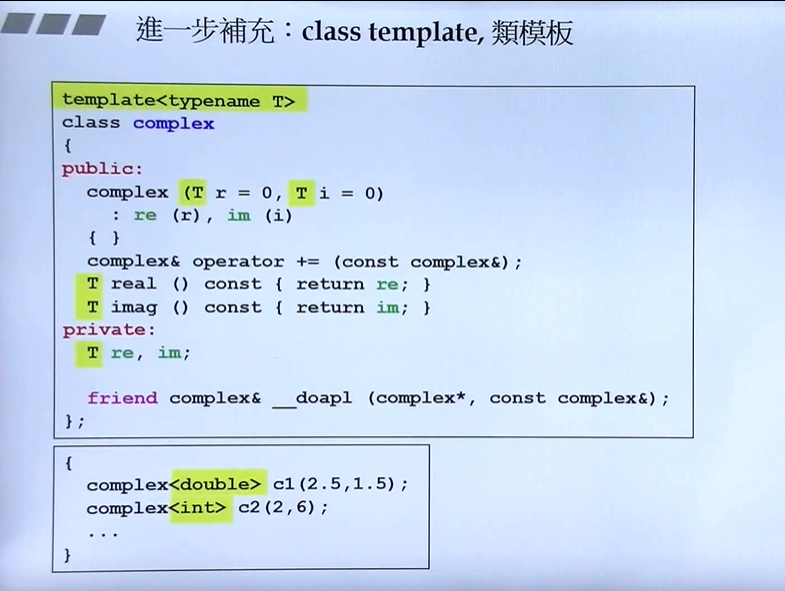 進一步補充：class template, 類模板
template<typename T>
class complex
{
public:
complex (T r = 0, T i = 0)
: re (r), im (i)
{ }
complex& operator += (const complex&);
T real () const { return re; }
T imag () const { return im; }
private:
T re, im;
friend complex& __doapl (complex*, const complex&);
};
{
complex<double> c1(2.5,1.5);
complex<int> c2(2,6);
...
}